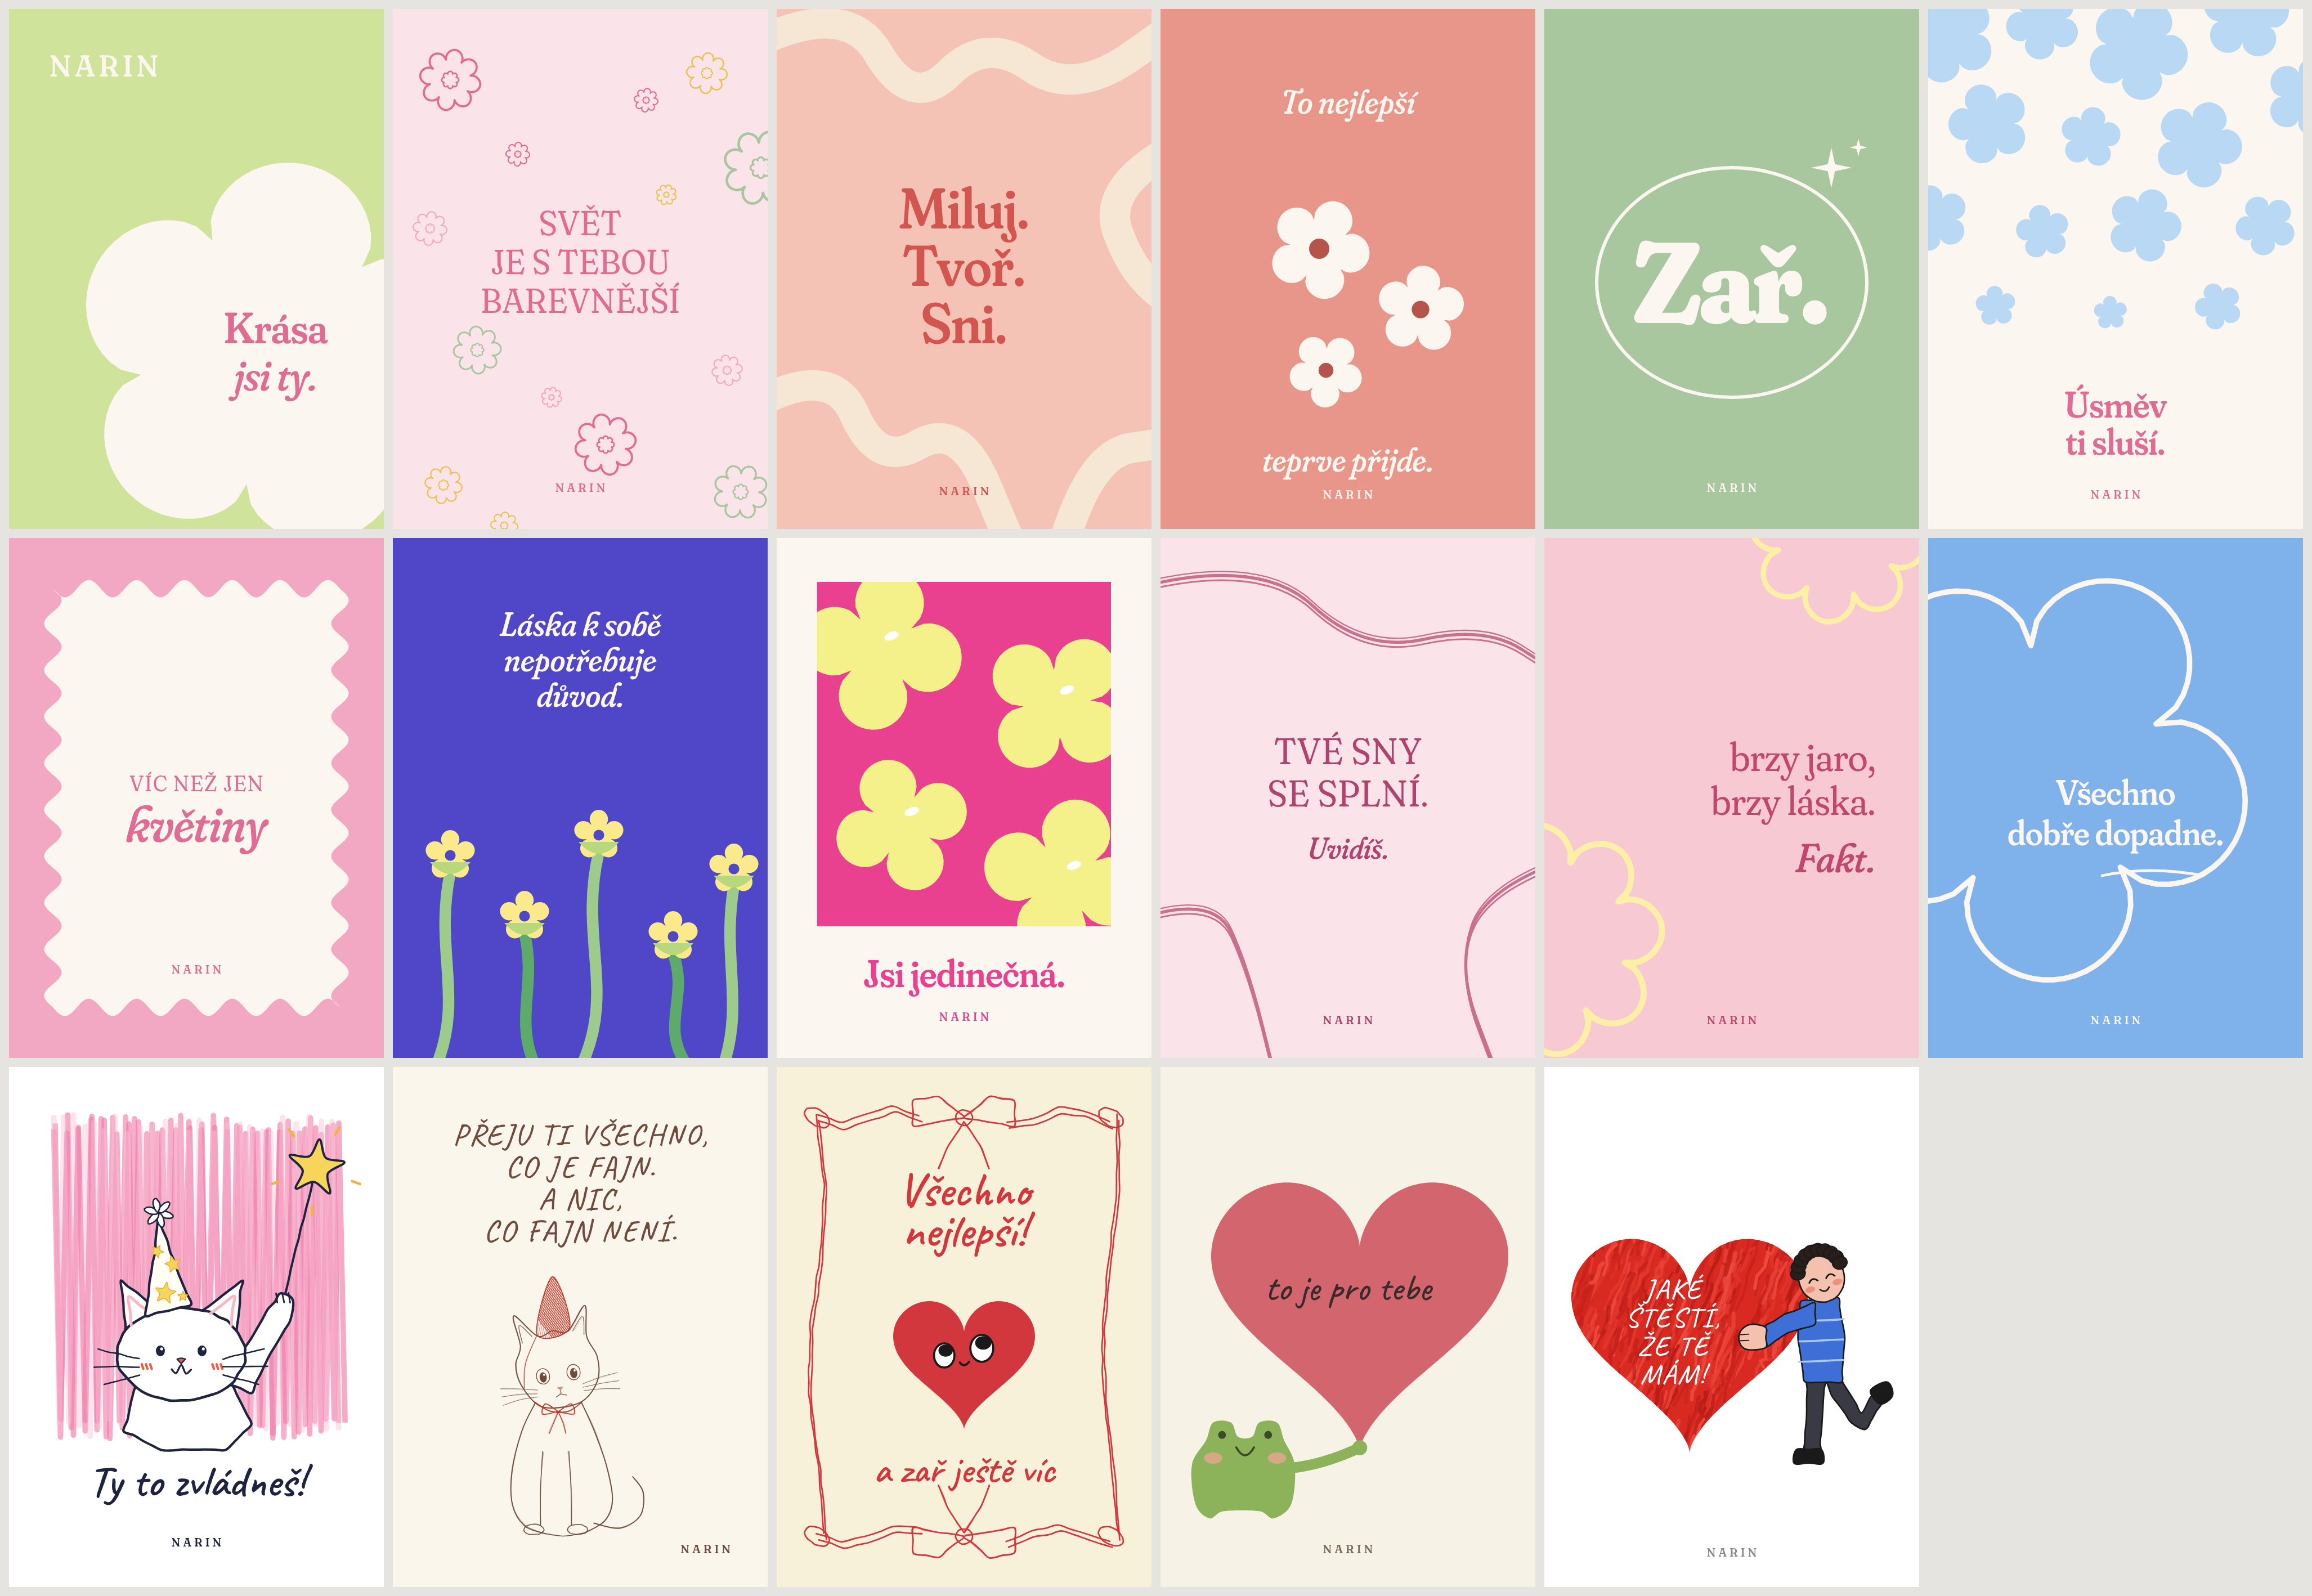 NARIN
Krása
jsi ty.
SVĚT
JE S TEBOU
BAREVNĚJŠÍ
NARIN
Miluj.
Tvoř.
Sni.
NARIN
To nejlepší
teprve přijde.
NARIN
Zař.
NARIN
Úsměv
ti sluší.
NARIN
VÍC NEŽ JEN
květiny
NARIN
Láska k sobě
nepotřebuje
důvod.
Jsi jedinečná.
NARIN
TVÉ SNY
SE SPLNÍ.
Uvidíš.
NARIN
brzy jaro,
brzy láska.
Fakt.
NARIN
Všechno
dobře dopadne.
NARIN
Ty to zvládneš!
NARIN
PŘEJU TI VŠECHNO,
CO JE FAJN.
A NIC,
CO FAJN NENÍ.
NARIN
Všechno
nejlepší!
a zař ještě víc
to je pro tebe
NARIN
JAKÉ
ŠTĚSTÍ,
ŽE TĚ
MÁM!
NARIN